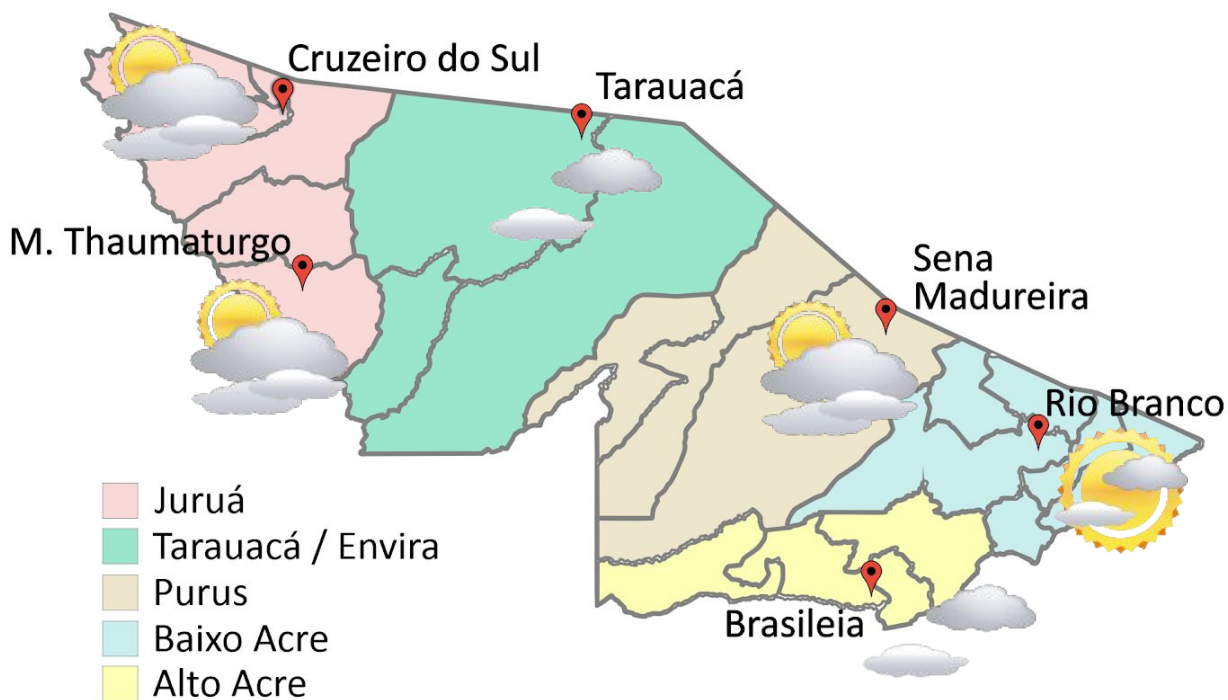 Cruzeiro do Sul
Tarauacá
M. Thaumaturgo
Sena
Madureira
Rio Branco
Brasileia
Juruá
Tarauacá / Envira
Purus
Baixo Acre
Alto Acre